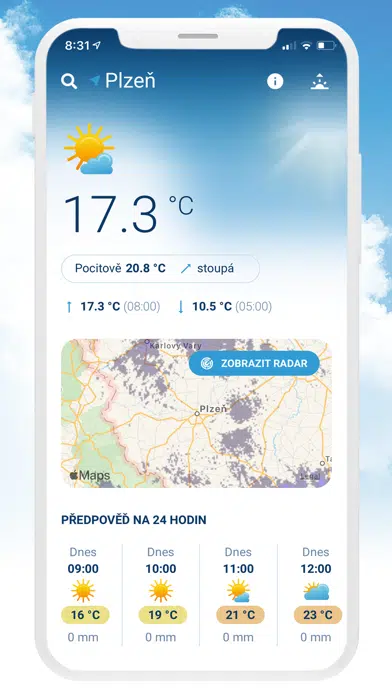 8:31
Plzeň
17.3 °C
Pocitově 20.8 °C stoupá
17.3 °C (08:00) 10.5 °C (05:00)
Karlovy Vary
ZOBRAZIT RADAR
Plzeň
Maps
Legal
PŘEDPOVĚĎ NA 24 HODIN
Dnes Dnes Dnes Dnes
09:00 10:00 11:00 12:00
16 °C 19 °C 21 °C 23 °C
0 mm 0 mm 0 mm 0 mm